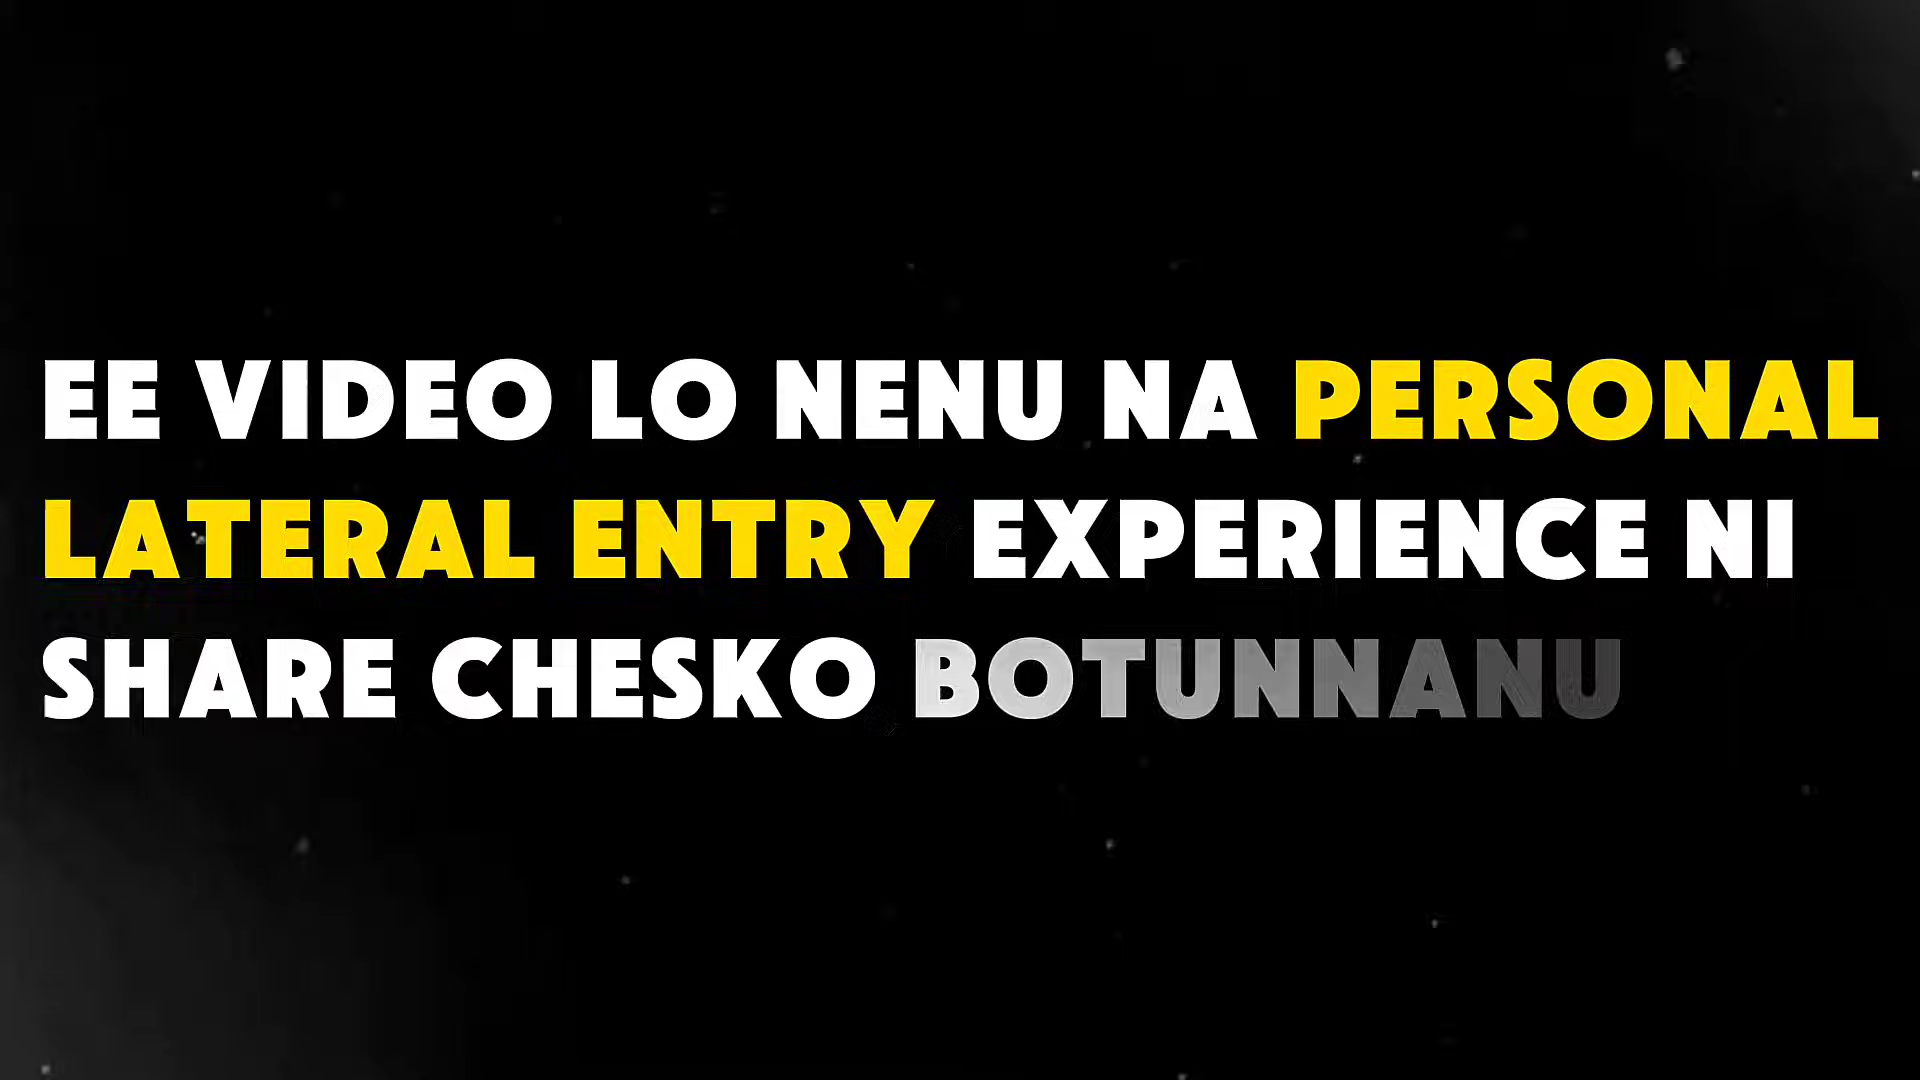 EE VIDEO LO NENU NA PERSONAL
LATERAL ENTRY EXPERIENCE NI
SHARE CHESKO BOTUNNANU